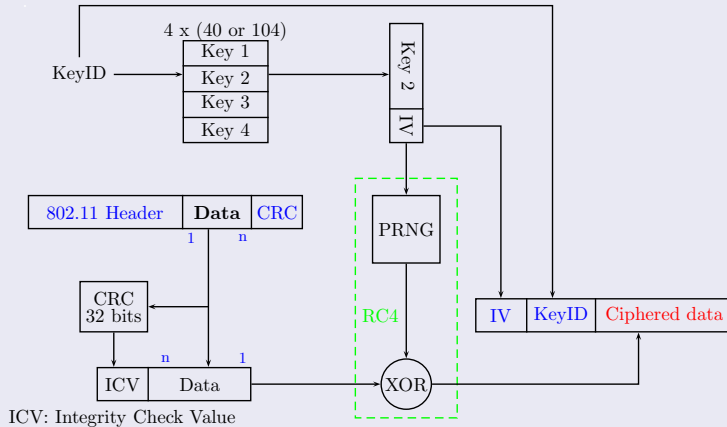 4 x (40 or 104)
KeyID
Key 1
Key 2
Key 3
Key 4
Key 2
IV
802.11 Header
Data
CRC
1
n
PRNG
CRC
32 bits
RC4
IV
KeyID
Ciphered data
n
1
ICV
Data
XOR
ICV: Integrity Check Value